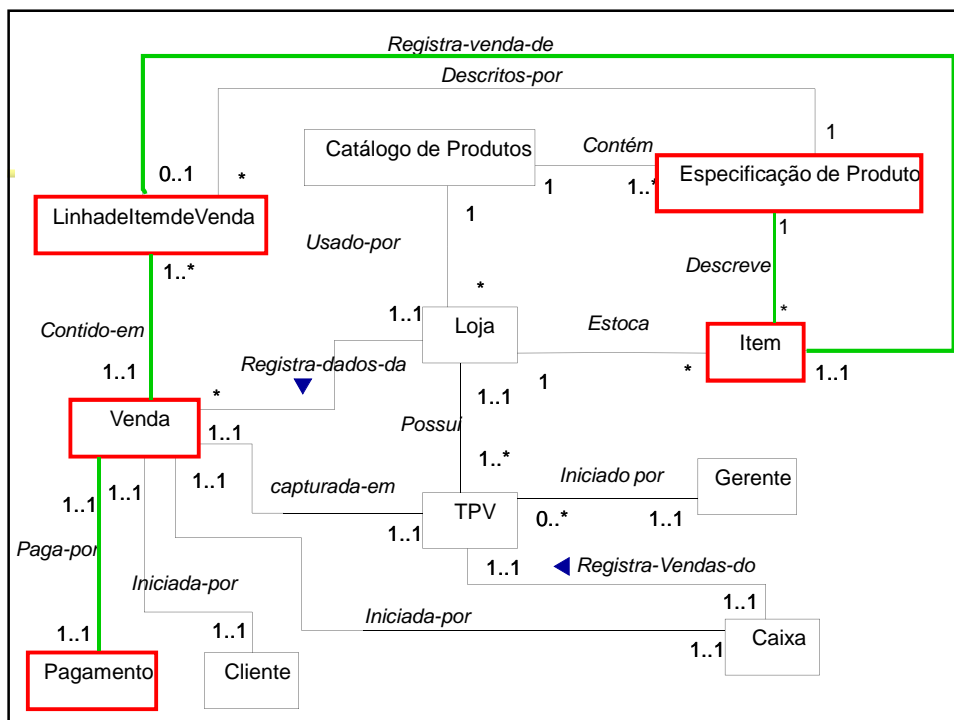 Registra-venda-de
Descritos-por
Catálogo de Produtos
Contém
1
0..1
*
1
1..*
Especificação de Produto
LinhadeItemdeVenda
1
1
Usado-por
1..*
Descreve
*
*
1..1
Loja
Estoca
Item
Contido-em
Registra-dados-da
1..1
*
1..1
1
*
1..1
Venda
1..1
Possuí
1..1
1..*
Iniciado por
Gerente
capturada-em
TPV
1..1
1..1
0..*
1..1
1..1
Paga-por
1..1
Registra-Vendas-do
Iniciada-por
1..1
Iniciada-por
1..1
1..1
1..1
Caixa
Pagamento
Cliente